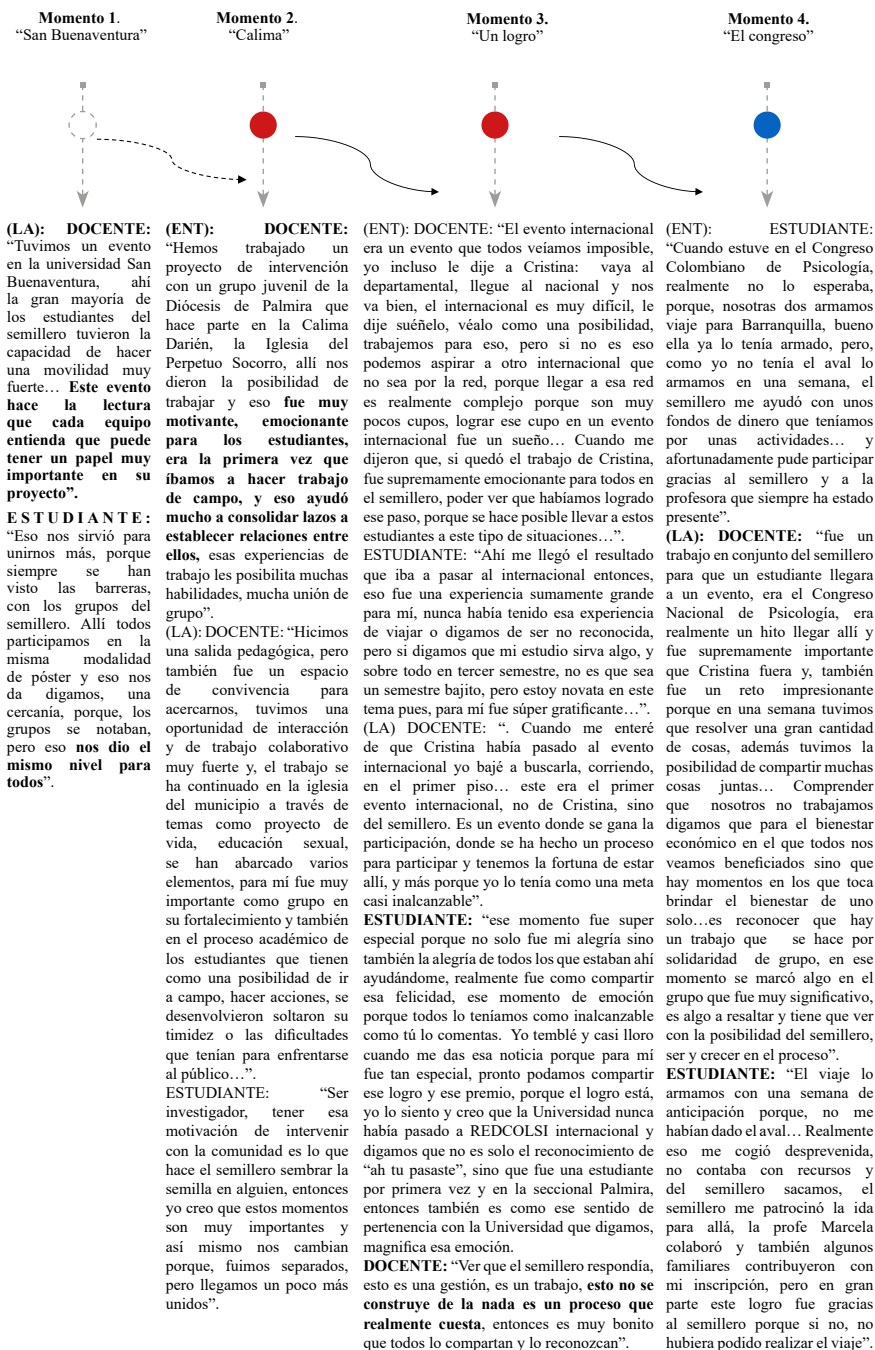 Momento 1.
“San Buenaventura”
Momento 2.
“Calima”
Momento 3.
“Un logro”
Momento 4.
“El congreso”
(LA): DOCENTE:
“Tuvimos un evento
en la universidad San
Buenaventura, ahí
la gran mayoría de
los estudiantes del
semillero tuvieron la
capacidad de hacer
una movilidad muy
fuerte… Este evento
hace la lectura
que cada equipo
entienda que puede
tener un papel muy
importante en su
proyecto”.
ESTUDIANTE:
“Eso nos sirvió para
unirnos más, porque
siempre se han
visto las barreras,
con los grupos del
semillero. Allí todos
participamos en la
misma modalidad
de póster y eso nos
da digamos, una
cercanía, porque, los
grupos se notaban,
pero eso nos dio el
mismo nivel para
todos”.
(ENT): DOCENTE:
“Hemos trabajado un
proyecto de intervención
con un grupo juvenil de la
Diócesis de Palmira que
hace parte en la Calima
Darién, la Iglesia del
Perpetuo Socorro, allí nos
dieron la posibilidad de
trabajar y eso fue muy
motivante, emocionante
para los estudiantes,
era la primera vez que
íbamos a hacer trabajo
de campo, y eso ayudó
mucho a consolidar lazos a
establecer relaciones entre
ellos, esas experiencias de
trabajo les posibilita muchas
habilidades, mucha unión de
grupo”.
(LA): DOCENTE: “Hicimos
una salida pedagógica, pero
también fue un espacio
de convivencia para
acercarnos, tuvimos una
oportunidad de interacción
y de trabajo colaborativo
muy fuerte y, el trabajo se
ha continuado en la iglesia
del municipio a través de
temas como proyecto de
vida, educación sexual,
se han abarcado varios
elementos, para mí fue muy
importante como grupo en
su fortalecimiento y también
en el proceso académico de
los estudiantes que tienen
como una posibilidad de ir
a campo, hacer acciones, se
desenvolvieron soltaron su
timidez o las dificultades
que tenían para enfrentarse
al público…”.
ESTUDIANTE: “Ser
investigador, tener esa
motivación de intervenir
con la comunidad es lo que
hace el semillero sembrar la
semilla en alguien, entonces
yo creo que estos momentos
son muy importantes y
así mismo nos cambian
porque, fuimos separados,
pero llegamos un poco más
unidos”.
(ENT): DOCENTE: “El evento internacional
era un evento que todos veíamos imposible,
yo incluso le dije a Cristina: vaya al
departamental, llegue al nacional y nos
va bien, el internacional es muy difícil, le
dije suéñelo, véalo como una posibilidad,
trabajemos para eso, pero si no es eso
podemos aspirar a otro internacional que
no sea por la red, porque llegar a esa red
es realmente complejo porque son muy
pocos cupos, lograr ese cupo en un evento
internacional fue un sueño… Cuando me
dijeron que, si quedó el trabajo de Cristina,
fue supremamente emocionante para todos en
el semillero, poder ver que habíamos logrado
ese paso, porque se hace posible llevar a estos
estudiantes a este tipo de situaciones…”.
ESTUDIANTE: “Ahí me llegó el resultado
que iba a pasar al internacional entonces,
eso fue una experiencia sumamente grande
para mí, nunca había tenido esa experiencia
de viajar o digamos de ser no reconocida,
pero si digamos que mi estudio sirva algo, y
sobre todo en tercer semestre, no es que sea
un semestre bajito, pero estoy novata en este
tema pues, para mí fue súper gratificante…”.
(LA) DOCENTE: “. Cuando me enteré
de que Cristina había pasado al evento
internacional yo bajé a buscarla, corriendo,
en el primer piso… este era el primer
evento internacional, no de Cristina, sino
del semillero. Es un evento donde se gana la
participación, donde se ha hecho un proceso
para participar y tenemos la fortuna de estar
allí, y más porque yo lo tenía como una meta
casi inalcanzable”.
ESTUDIANTE: “ese momento fue super
especial porque no solo fue mi alegría sino
también la alegría de todos los que estaban ahí
ayudándome, realmente fue como compartir
esa felicidad, ese momento de emoción
porque todos lo teníamos como inalcanzable
como tú lo comentas. Yo temblé y casi lloro
cuando me das esa noticia porque para mí
fue tan especial, pronto podamos compartir
ese logro y ese premio, porque el logro está,
yo lo siento y creo que la Universidad nunca
había pasado a REDCOLSI internacional y
digamos que no es solo el reconocimiento de
“ah tu pasaste”, sino que fue una estudiante
por primera vez y en la seccional Palmira,
entonces también es como ese sentido de
pertenencia con la Universidad que digamos,
magnifica esa emoción.
DOCENTE: “Ver que el semillero respondía,
esto es una gestión, es un trabajo, esto no se
construye de la nada es un proceso que
realmente cuesta, entonces es muy bonito
que todos lo compartan y lo reconozcan”.
(ENT): ESTUDIANTE:
“Cuando estuve en el Congreso
Colombiano de Psicología,
realmente no lo esperaba,
porque, nosotras dos armamos
viaje para Barranquilla, bueno
ella ya lo tenía armado, pero,
como yo no tenía el aval lo
armamos en una semana, el
semillero me ayudó con unos
fondos de dinero que teníamos
por unas actividades… y
afortunadamente pude participar
gracias al semillero y a la
profesora que siempre ha estado
presente”.
(LA): DOCENTE: “fue un
trabajo en conjunto del semillero
para que un estudiante llegara
a un evento, era el Congreso
Nacional de Psicología, era
realmente un hito llegar allí y
fue supremamente importante
que Cristina fuera y, también
fue un reto impresionante
porque en una semana tuvimos
que resolver una gran cantidad
de cosas, además tuvimos la
posibilidad de compartir muchas
cosas juntas… Comprender
que nosotros no trabajamos
digamos que para el bienestar
económico en el que todos nos
veamos beneficiados sino que
hay momentos en los que toca
brindar el bienestar de uno
solo…es reconocer que hay
un trabajo que se hace por
solidaridad de grupo, en ese
momento se marcó algo en el
grupo que fue muy significativo,
es algo a resaltar y tiene que ver
con la posibilidad del semillero,
ser y crecer en el proceso”.
ESTUDIANTE: “El viaje lo
armamos con una semana de
anticipación porque, no me
habían dado el aval… Realmente
eso me cogió desprevenida,
no contaba con recursos y
del semillero sacamos, el
semillero me patrocinó la ida
para allá, la profe Marcela
colaboró y también algunos
familiares contribuyeron con
mi inscripción, pero en gran
parte este logro fue gracias
al semillero porque si no, no
hubiera podido realizar el viaje”.